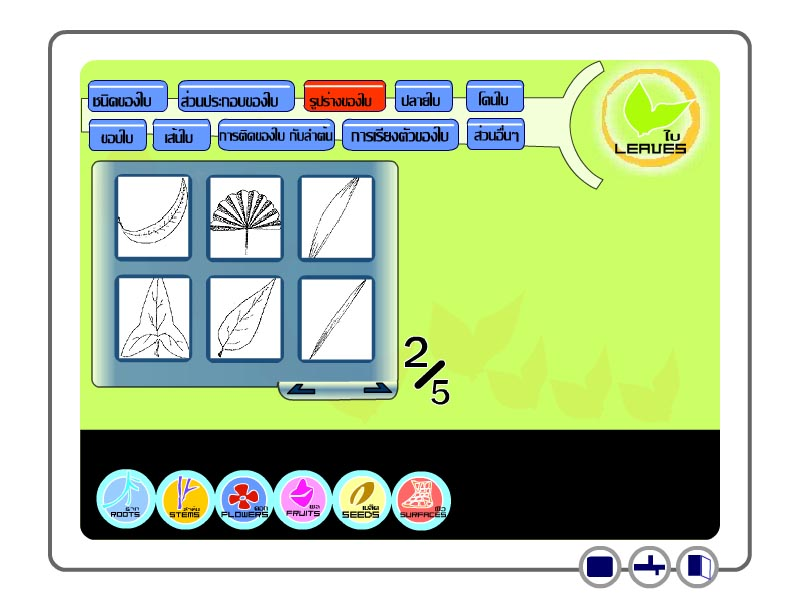 ชนิดของใบ
ส่วนประกอบของใบ
รูปร่างของใบ
ปลายใบ
โคนใบ
ขอบใบ
เส้นใบ
การติดของใบ กับลำต้น
การเรียงตัวของใบ
ส่วนอื่นๆ
ใบ
LEAVES
2/5
ราก
ROOTS
ลำต้น
STEMS
ดอก
FLOWERS
ผล
FRUITS
เมล็ด
SEEDS
ผิว
SURFACES